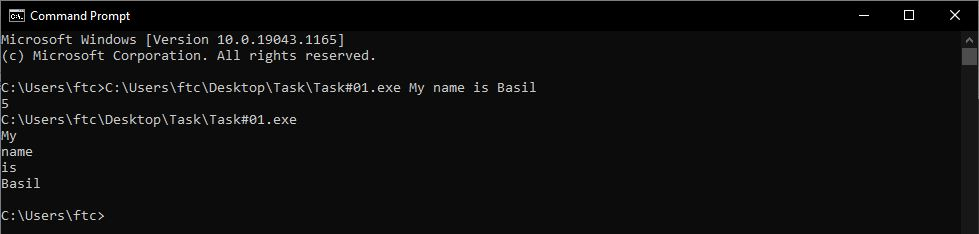 Command Prompt
Microsoft Windows [Version 10.0.19043.1165]
(c) Microsoft Corporation. All rights reserved.
C:\Users\ftc>C:\Users\ftc\Desktop\Task\Task#01.exe My name is Basil
5
C:\Users\ftc\Desktop\Task\Task#01.exe
My
name
is
Basil
C:\Users\ftc>